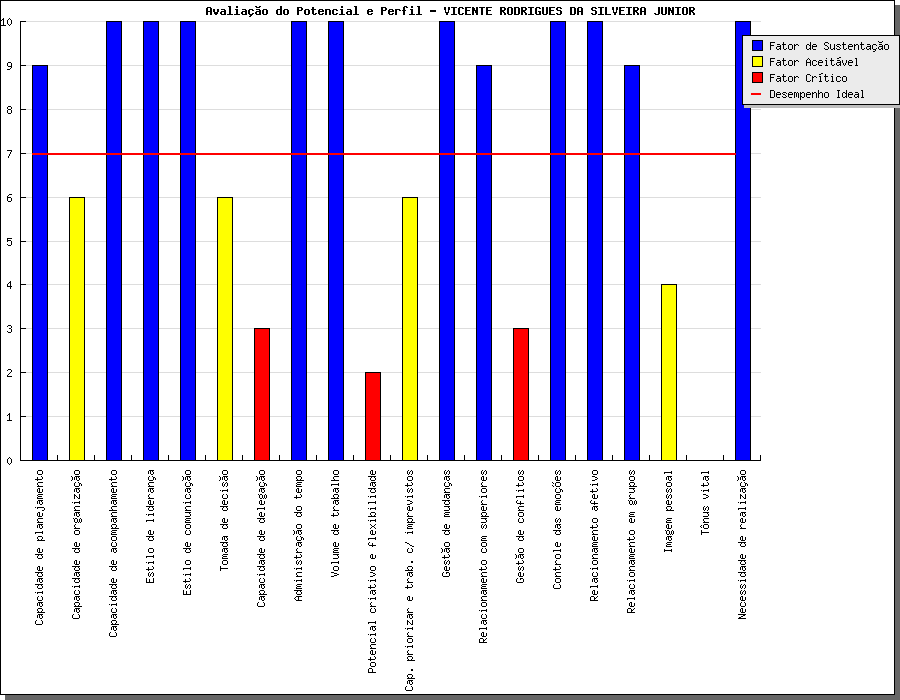 Avaliação do Potencial e Perfil - VICENTE RODRIGUES DA SILVEIRA JUNIOR
Fator de Sustentação
Fator Aceitável
Fator Crítico
Desempenho Ideal
10
9
8
7
6
5
4
3
2
1
0
Capacidade de planejamento
Capacidade de organização
Capacidade de acompanhamento
Estilo de liderança
Estilo de comunicação
Tomada de decisão
Capacidade de delegação
Administração do tempo
Volume de trabalho
Potencial criativo e flexibilidade
Cap. priorizar e trab. c/ imprevistos
Gestão de mudanças
Relacionamento com superiores
Gestão de conflitos
Controle das emoções
Relacionamento afetivo
Relacionamento em grupos
Imagem pessoal
Tônus vital
Necessidade de realização